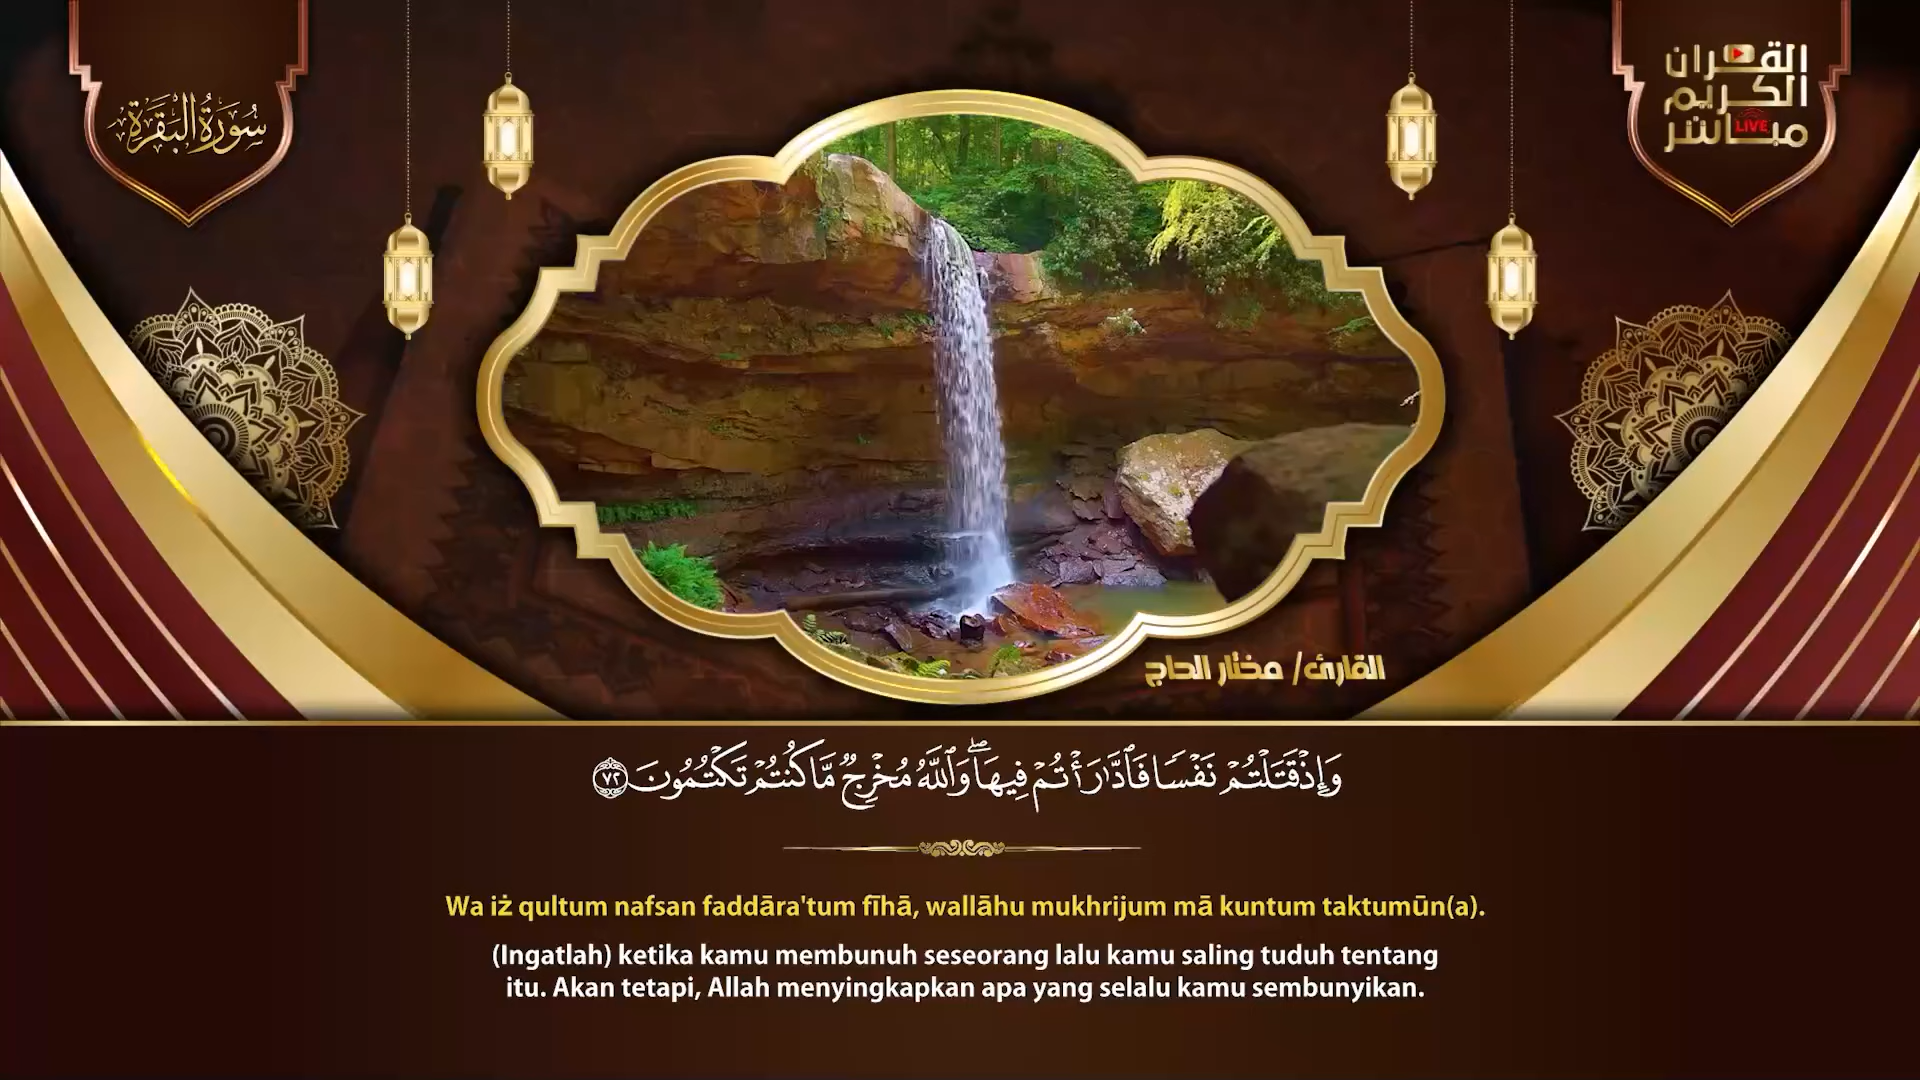 سُورَةُ البَقَرَةِ
القرآن
الكريم
مباشر
LIVE
القارئ/ مختار الحاج
وَإِذْ قَتَلْتُمْ نَفْسًا فَٱدَّٰرَٰٔتُمْ فِيهَاۖ وَٱللَّهُ مُخْرِجٌ مَّا كُنتُمْ تَكْتُمُونَ ٧٢
Wa iż qultum nafsan faddāra'tum fīhā, wallāhu mukhrijum mā kuntum taktumūn(a).
(Ingatlah) ketika kamu membunuh seseorang lalu kamu saling tuduh tentang
itu. Akan tetapi, Allah menyingkapkan apa yang selalu kamu sembunyikan.